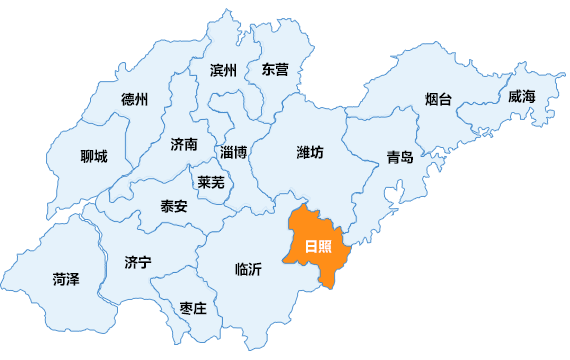 滨州
东营
德州
烟台
威海
聊城
济南
淄博
潍坊
青岛
莱芜
泰安
日照
菏泽
济宁
临沂
枣庄